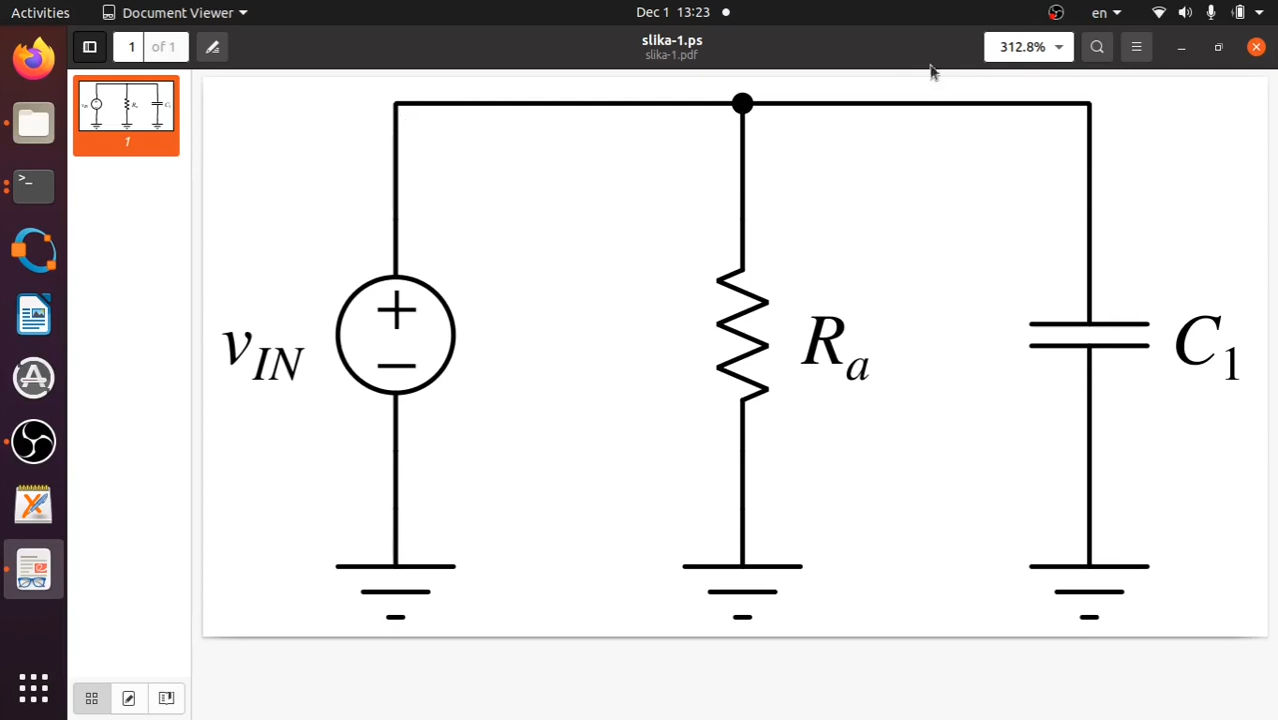 Activities
Document Viewer
Dec 1 13:23
en
1 of 1
slika-1.ps
slika-1.pdf
312.8%
1
+
−
vIN
Ra
C1